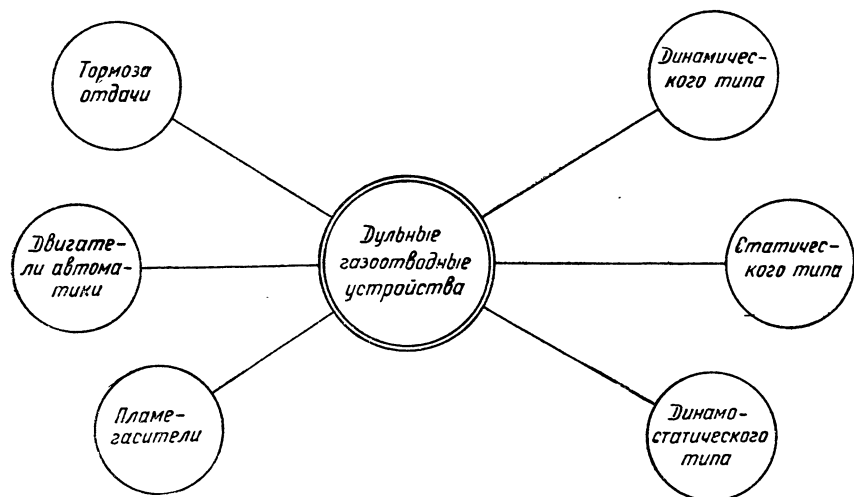 Тормоза
отдачи
Динамичес-
кого типа
Двигате-
ли автома-
тики
Дульные
газоотводные
устройства
Статичес-
кого типа
Пламе-
гасители
Динамо-
статического
типа